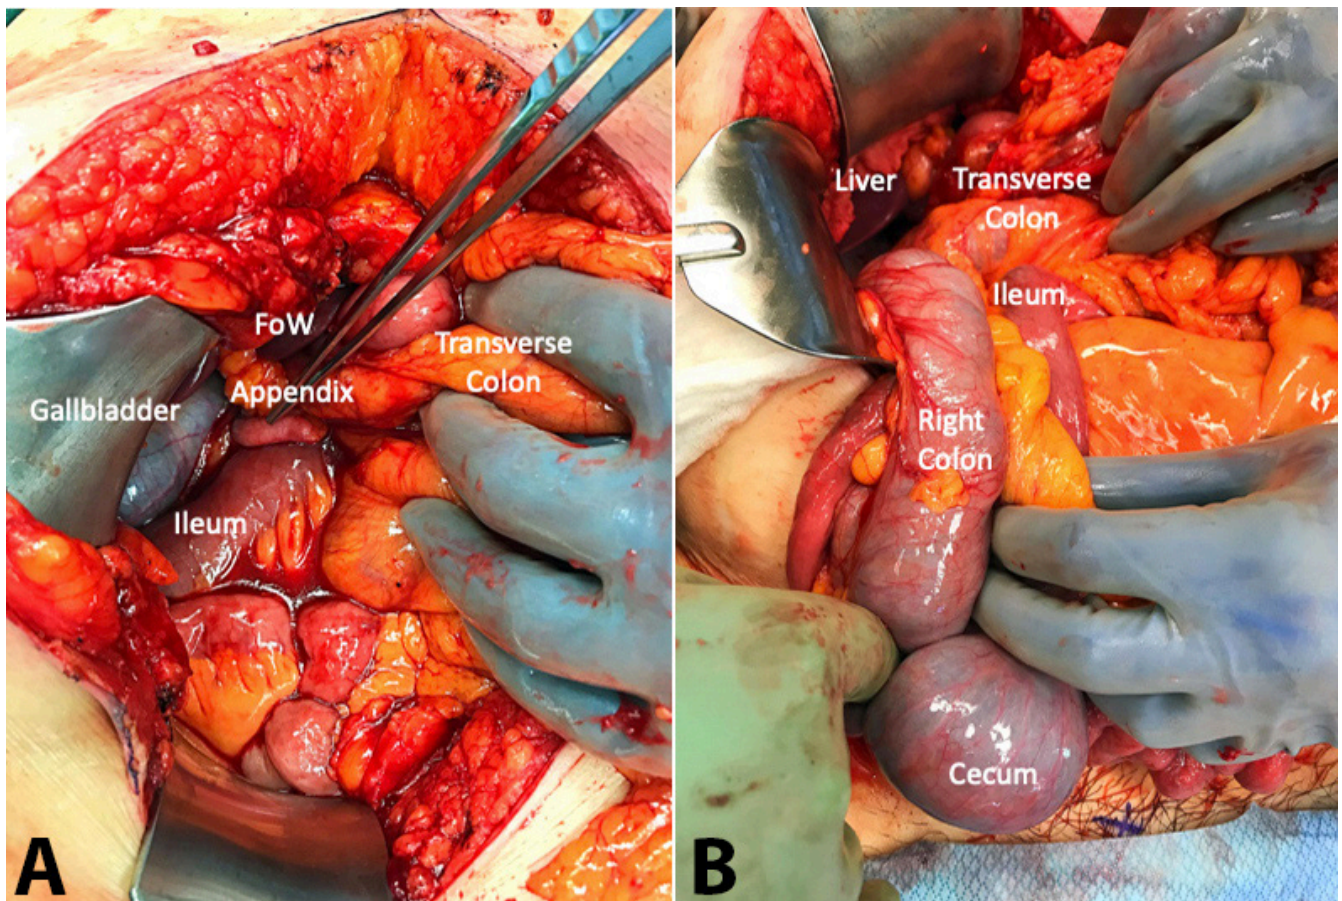 FoW
Transverse
Colon
Appendix
Gallbladder
Ileum
A
Liver
Transverse
Colon
Ileum
Right
Colon
Cecum
B